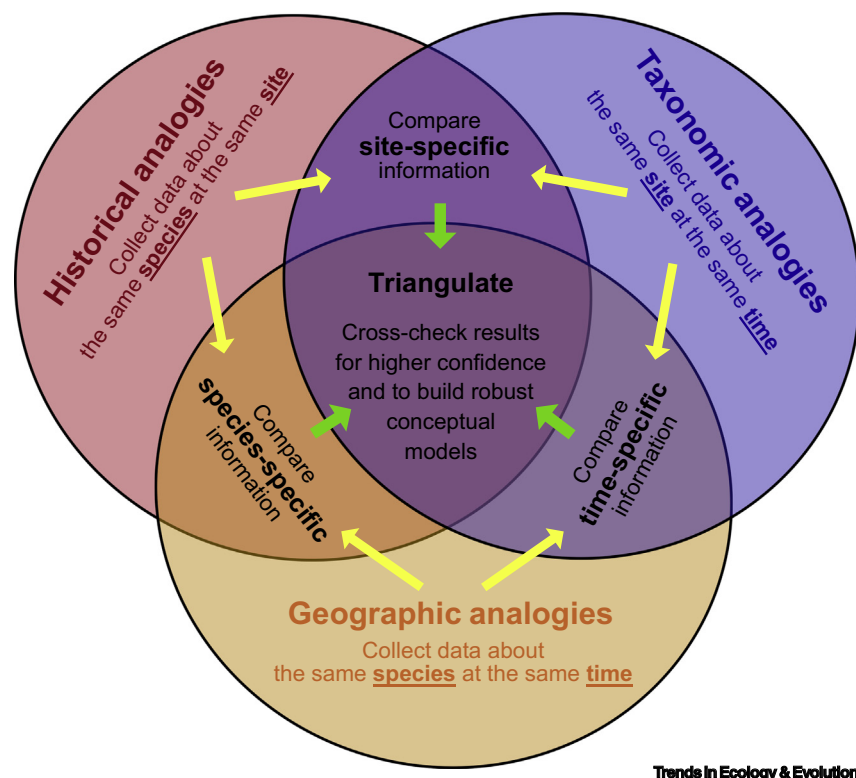 Historical analogies
Collect data about
the same species at the same site
Compare
site-specific
information
Taxonomic analogies
Collect data about
the same site at the same time
Triangulate
Cross-check results
for higher confidence
and to build robust
conceptual
models
Compare
species-specific
information
Compare
time-specific
information
Geographic analogies
Collect data about
the same species at the same time
Trends in Ecology & Evolution